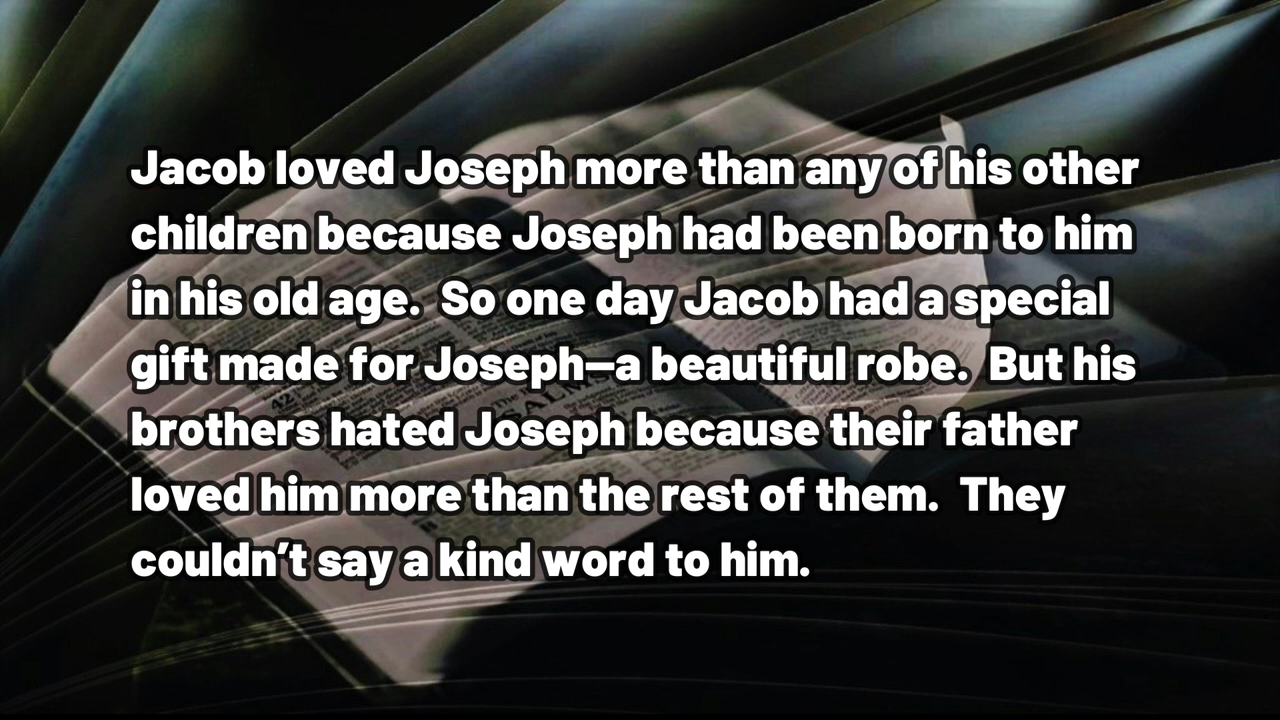 Jacob loved Joseph more than any of his other
children because Joseph had been born to him
in his old age.  So one day Jacob had a special
gift made for Joseph—a beautiful robe.  But his
brothers hated Joseph because their father
loved him more than the rest of them.  They
couldn’t say a kind word to him.